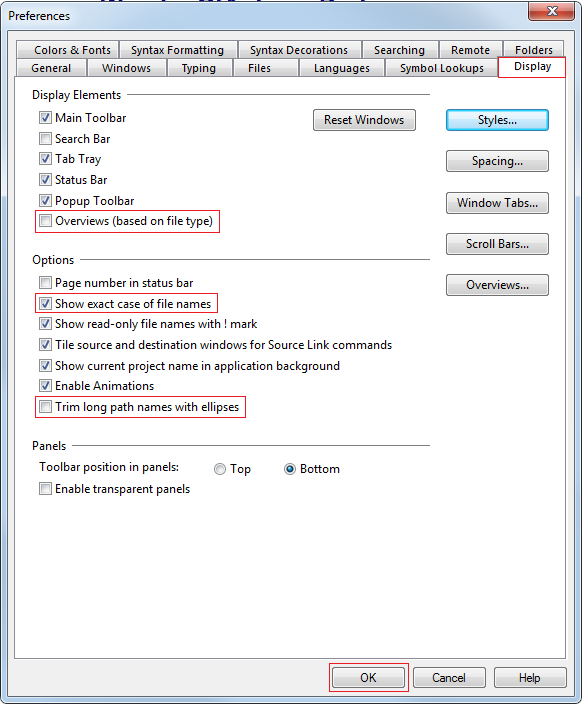 Preferences
Colors & Fonts Syntax Formatting Syntax Decorations Searching Remote Folders
General Windows Typing Files Languages Symbol Lookups Display
Display Elements
Main Toolbar Reset Windows Styles...
Search Bar
Tab Tray Spacing...
Status Bar
Popup Toolbar Window Tabs...
Overviews (based on file type)
Scroll Bars...
Options
Page number in status bar Overviews...
Show exact case of file names
Show read-only file names with ! mark
Tile source and destination windows for Source Link commands
Show current project name in application background
Enable Animations
Trim long path names with ellipses
Panels
Toolbar position in panels: Top Bottom
Enable transparent panels
OK Cancel Help